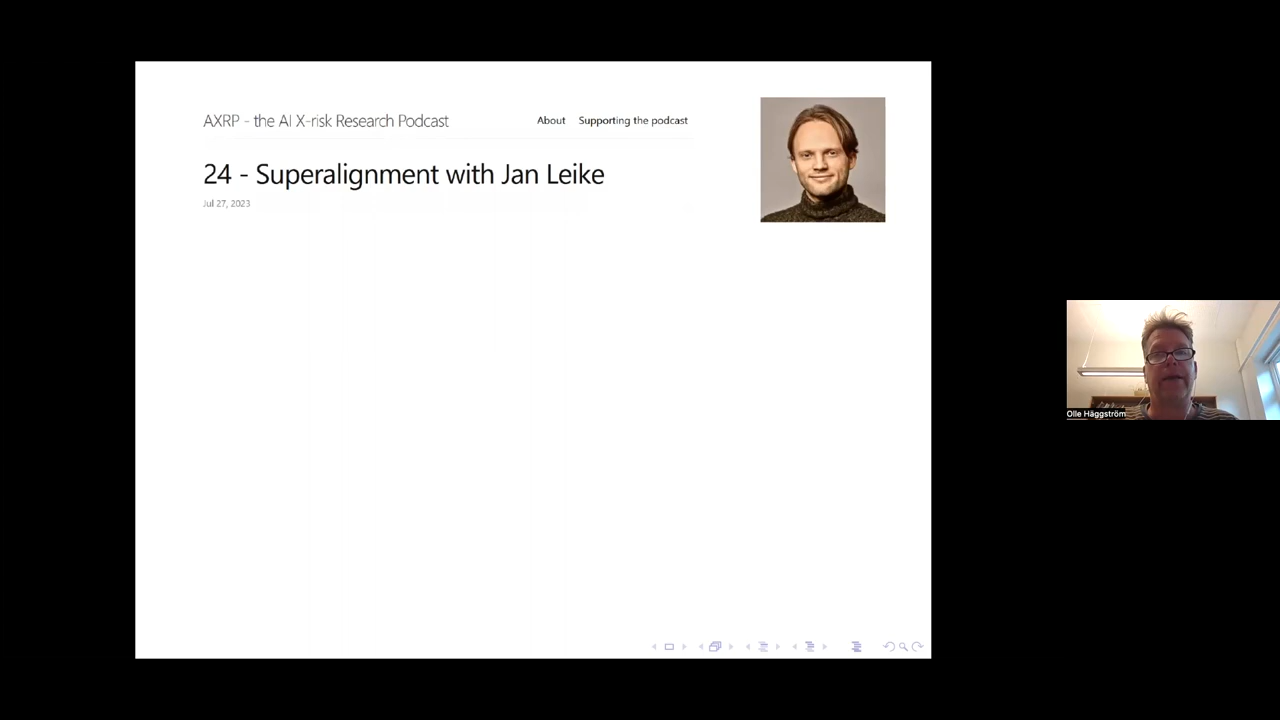 AXRP - the AI X-risk Research Podcast
About Supporting the podcast
24 - Superalignment with Jan Leike
Jul 27, 2023
Olle Häggström